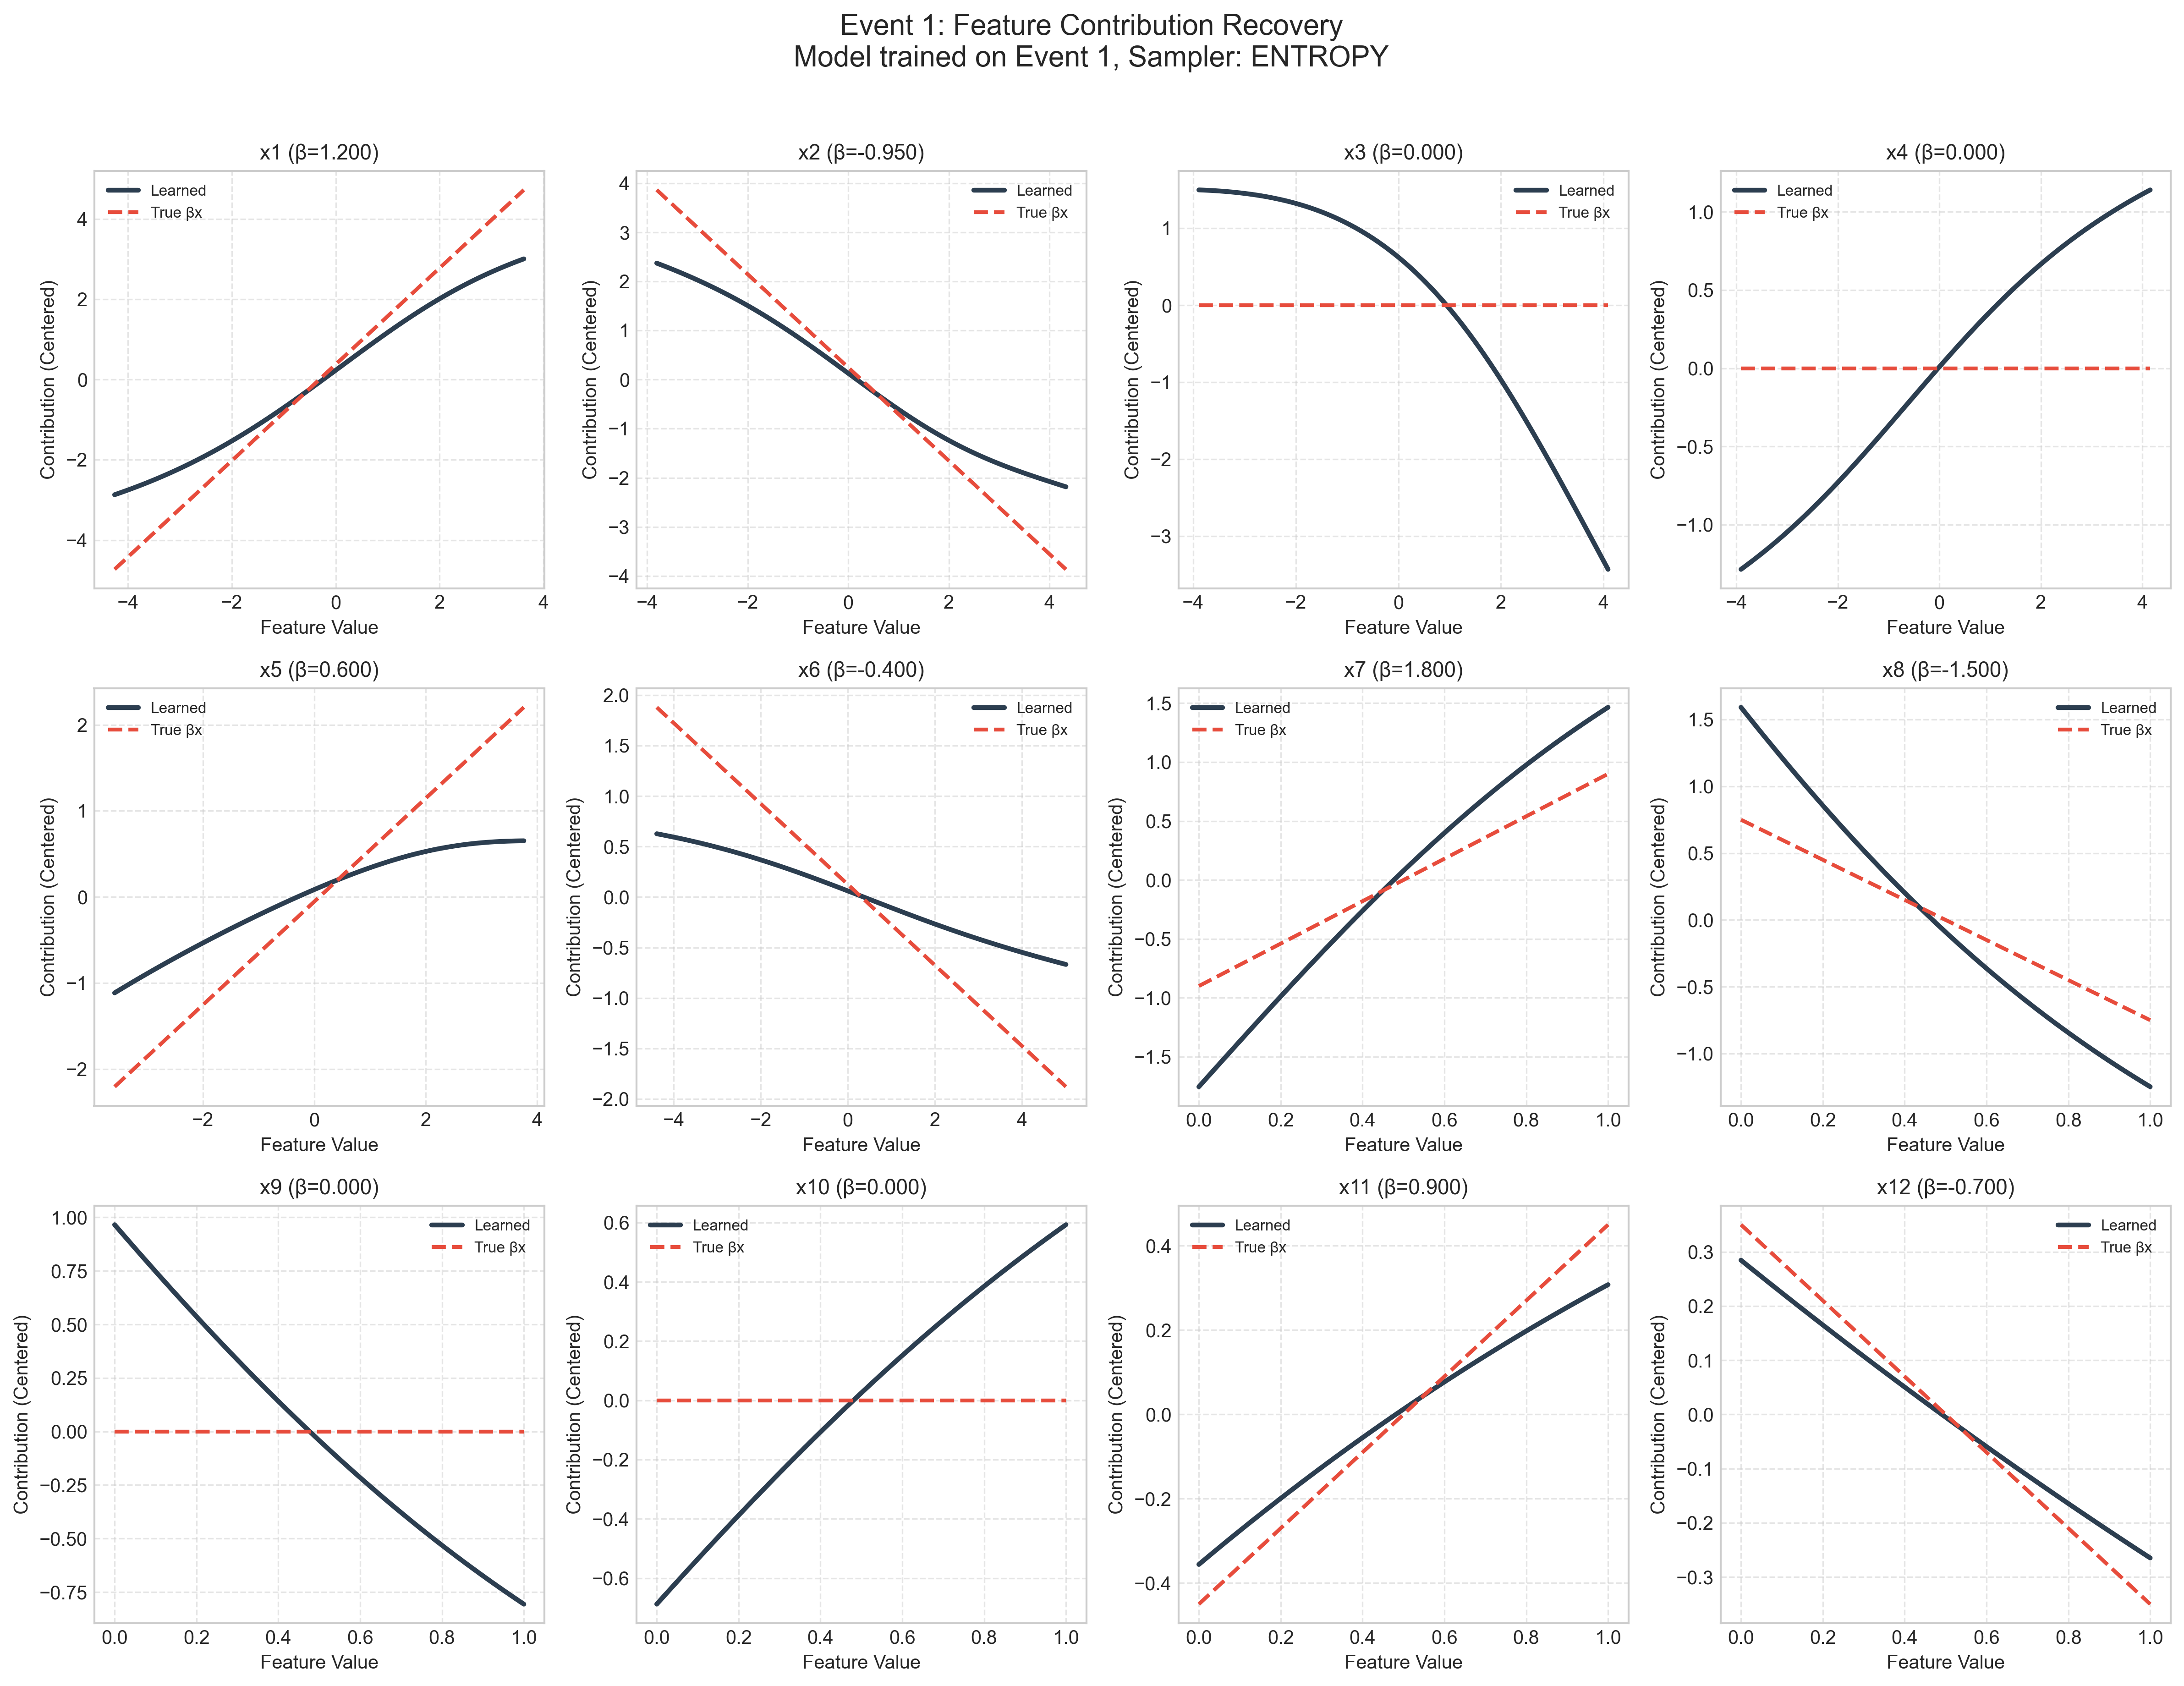 Event 1: Feature Contribution Recovery
Model trained on Event 1, Sampler: ENTROPY
x1 (β=1.200)
Learned
True βx
Contribution (Centered)
4
2
0
−2
−4
−4 −2 0 2 4
Feature Value
x2 (β=-0.950)
Learned
True βx
Contribution (Centered)
4
3
2
1
0
−1
−2
−3
−4
−4 −2 0 2 4
Feature Value
x3 (β=0.000)
Learned
True βx
Contribution (Centered)
1
0
−1
−2
−3
−4 −2 0 2 4
Feature Value
x4 (β=0.000)
Learned
True βx
Contribution (Centered)
1.0
0.5
0.0
−0.5
−1.0
−4 −2 0 2 4
Feature Value
x5 (β=0.600)
Learned
True βx
Contribution (Centered)
2
1
0
−1
−2
−2 0 2 4
Feature Value
x6 (β=-0.400)
Learned
True βx
Contribution (Centered)
2.0
1.5
1.0
0.5
0.0
−0.5
−1.0
−1.5
−2.0
−4 −2 0 2 4
Feature Value
x7 (β=1.800)
Learned
True βx
Contribution (Centered)
1.5
1.0
0.5
0.0
−0.5
−1.0
−1.5
0.0 0.2 0.4 0.6 0.8 1.0
Feature Value
x8 (β=-1.500)
Learned
True βx
Contribution (Centered)
1.5
1.0
0.5
0.0
−0.5
−1.0
0.0 0.2 0.4 0.6 0.8 1.0
Feature Value
x9 (β=0.000)
Learned
True βx
Contribution (Centered)
1.00
0.75
0.50
0.25
0.00
−0.25
−0.50
−0.75
0.0 0.2 0.4 0.6 0.8 1.0
Feature Value
x10 (β=0.000)
Learned
True βx
Contribution (Centered)
0.6
0.4
0.2
0.0
−0.2
−0.4
−0.6
0.0 0.2 0.4 0.6 0.8 1.0
Feature Value
x11 (β=0.900)
Learned
True βx
Contribution (Centered)
0.4
0.2
0.0
−0.2
−0.4
0.0 0.2 0.4 0.6 0.8 1.0
Feature Value
x12 (β=-0.700)
Learned
True βx
Contribution (Centered)
0.3
0.2
0.1
0.0
−0.1
−0.2
−0.3
0.0 0.2 0.4 0.6 0.8 1.0
Feature Value